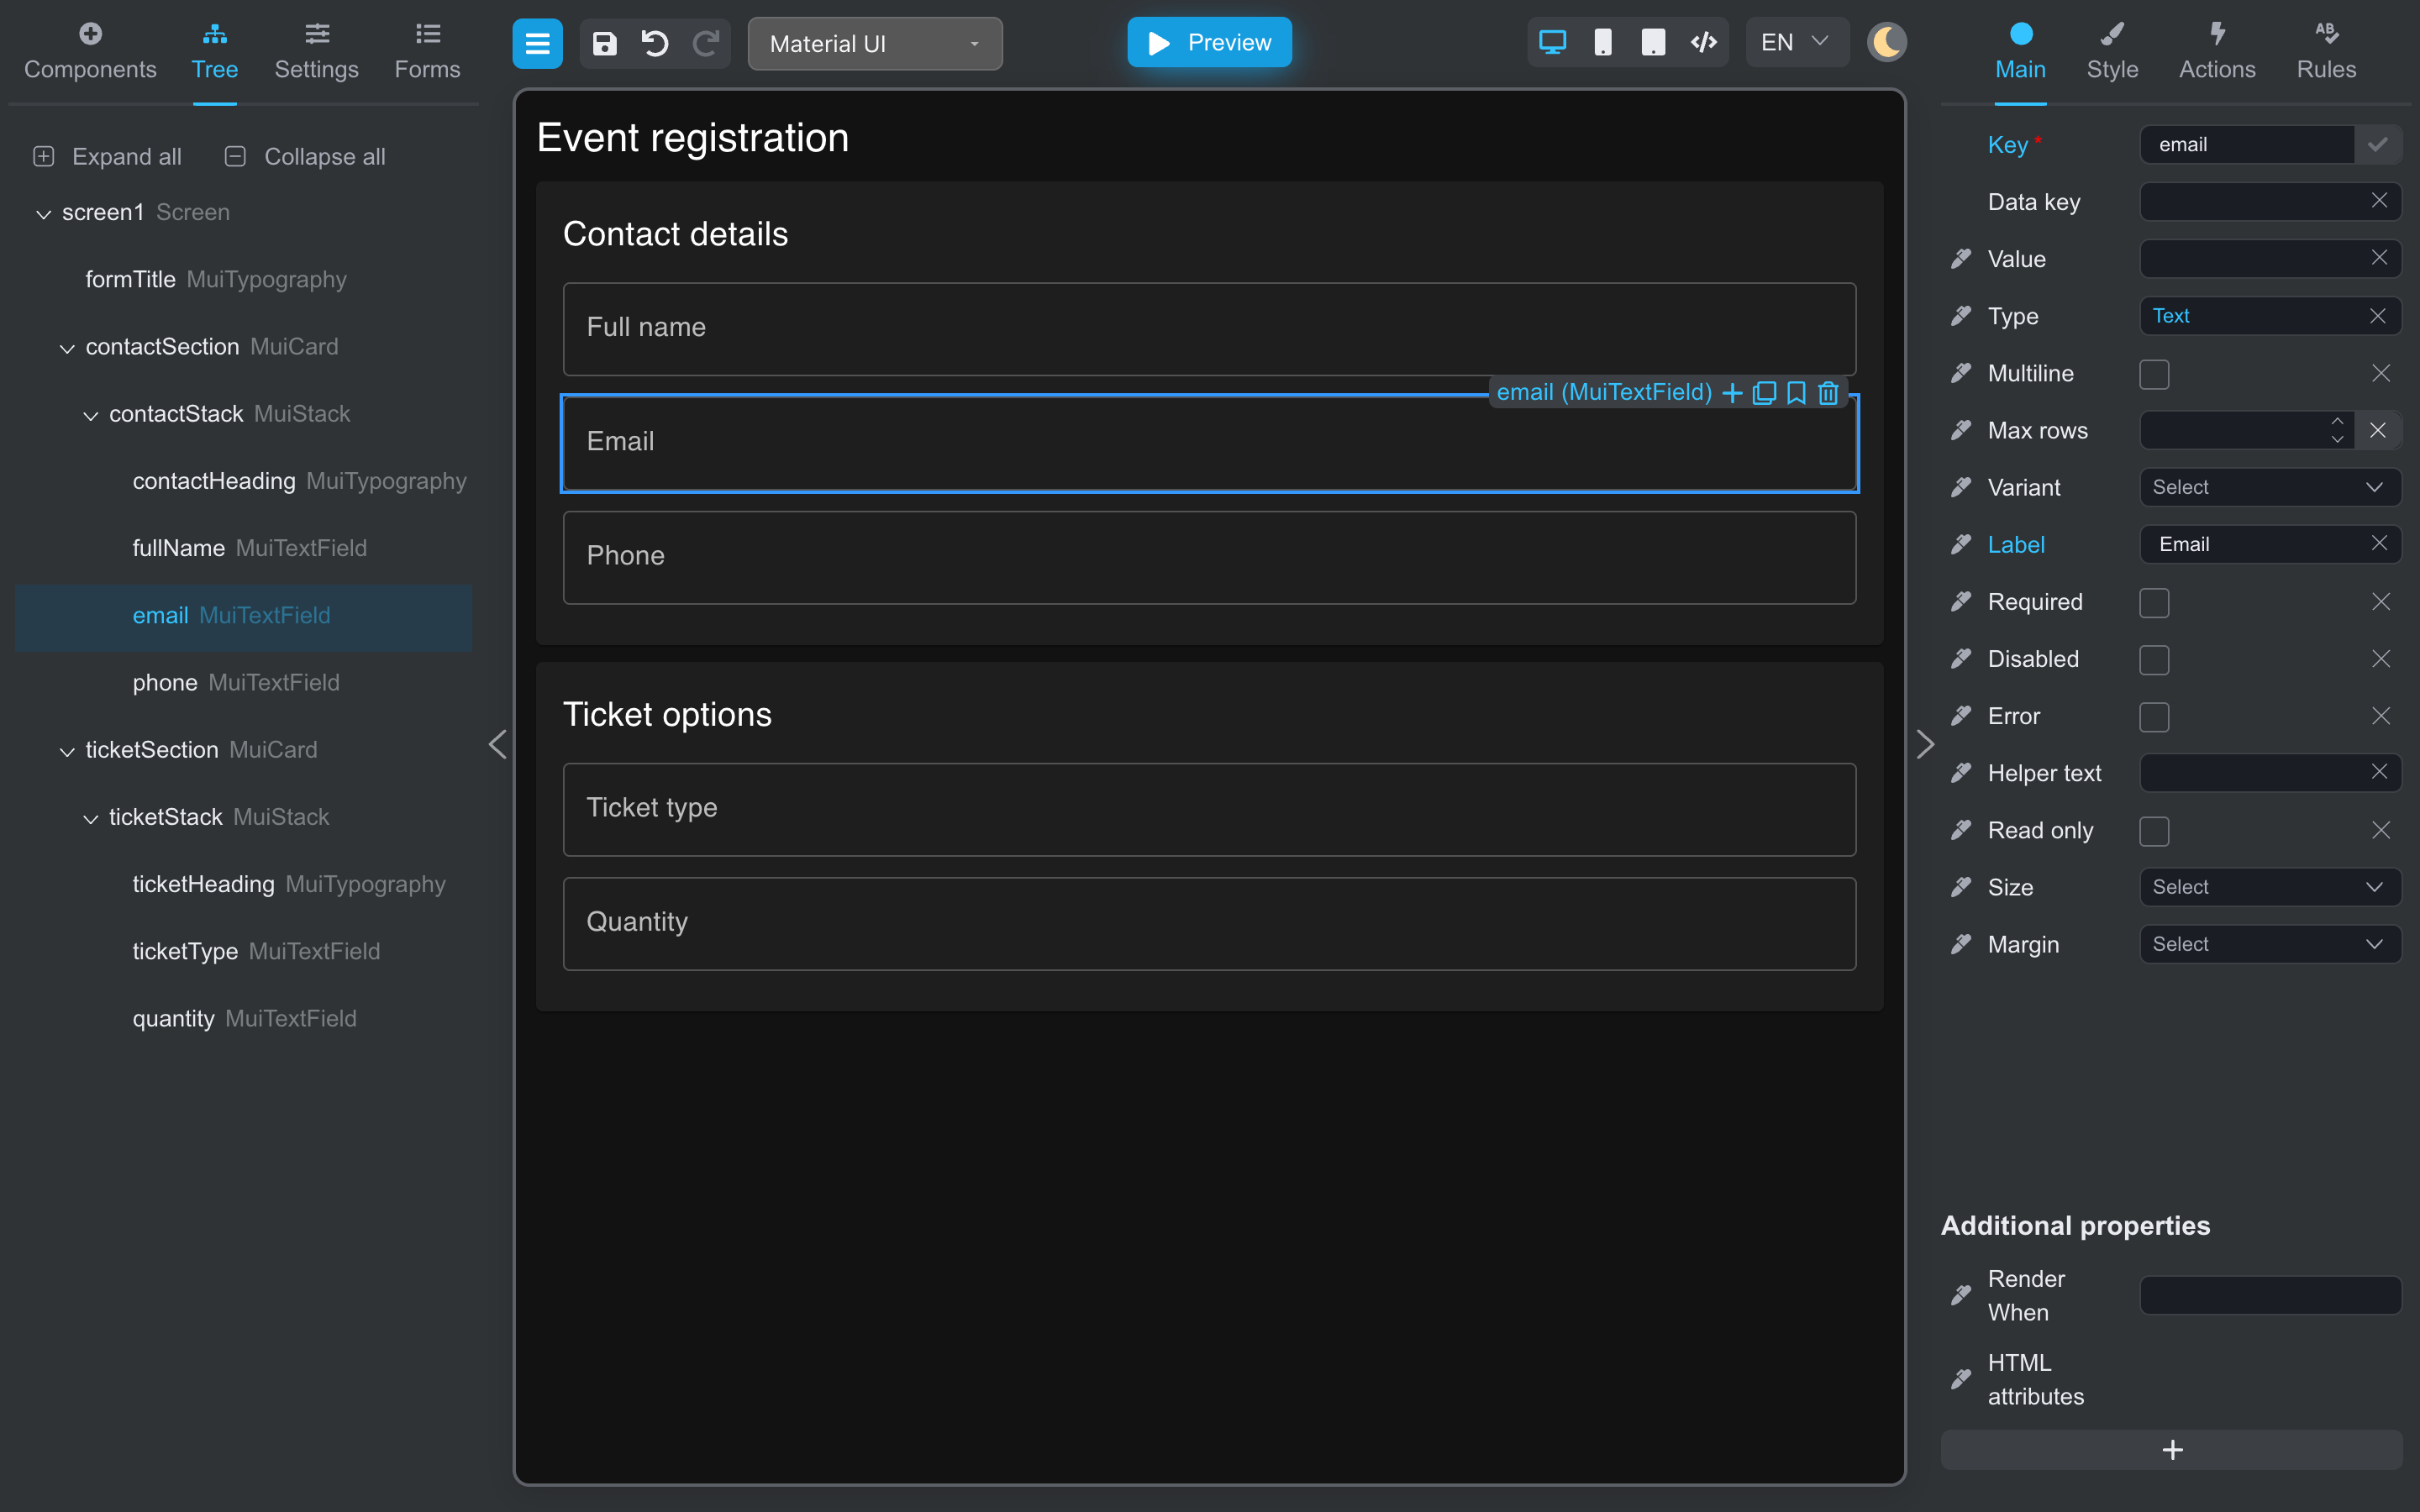 Components
Tree
Settings
Forms
Material UI
Preview
EN
Main
Style
Actions
Rules
Expand all
Collapse all
screen1 Screen
formTitle MuiTypography
contactSection MuiCard
contactStack MuiStack
contactHeading MuiTypography
fullName MuiTextField
email MuiTextField
phone MuiTextField
ticketSection MuiCard
ticketStack MuiStack
ticketHeading MuiTypography
ticketType MuiTextField
quantity MuiTextField
Event registration
Contact details
Full name
email (MuiTextField)
Email
Phone
Ticket options
Ticket type
Quantity
Key * email
Data key
Value
Type Text
Multiline
Max rows
Variant Select
Label Email
Required
Disabled
Error
Helper text
Read only
Size Select
Margin Select
Additional properties
Render
When
HTML
attributes